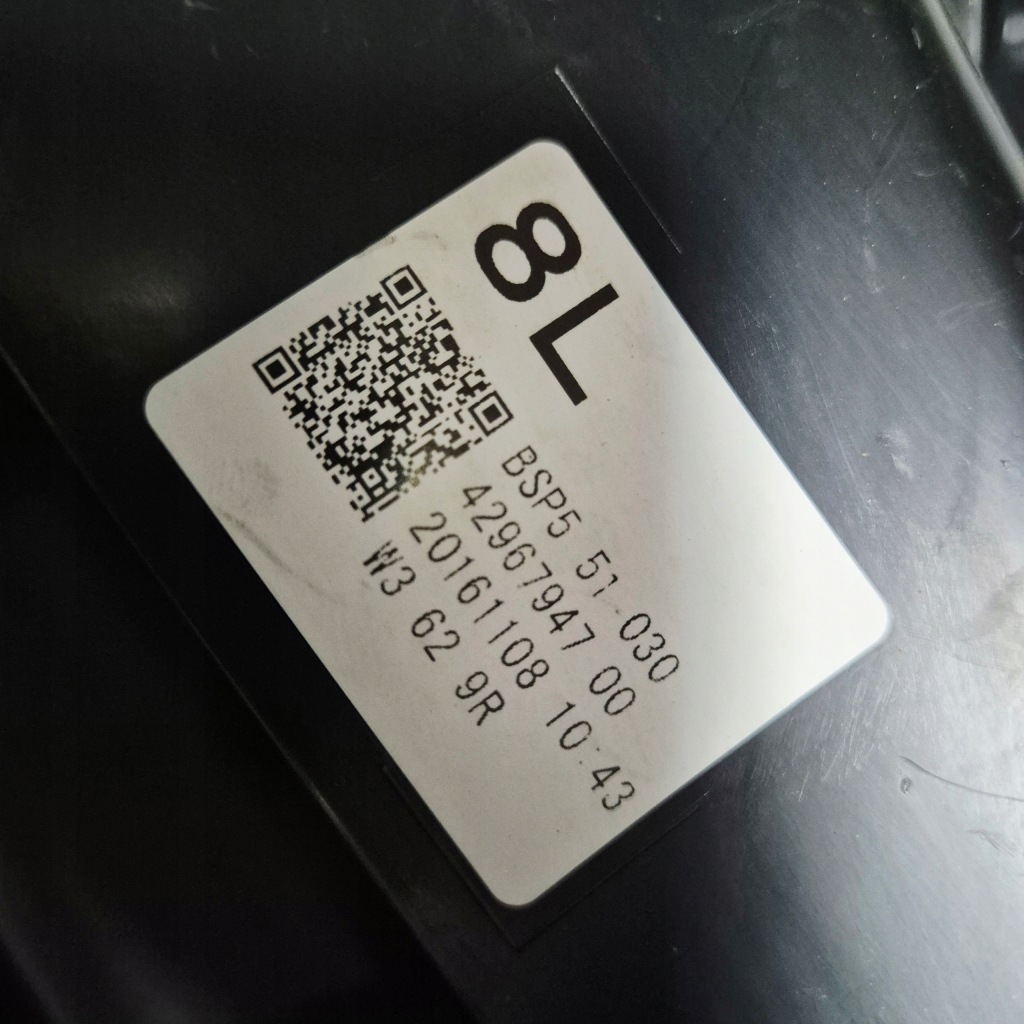 8L
BSP5 51 030
42967947 00
20161108 10:43
W3 62 9R